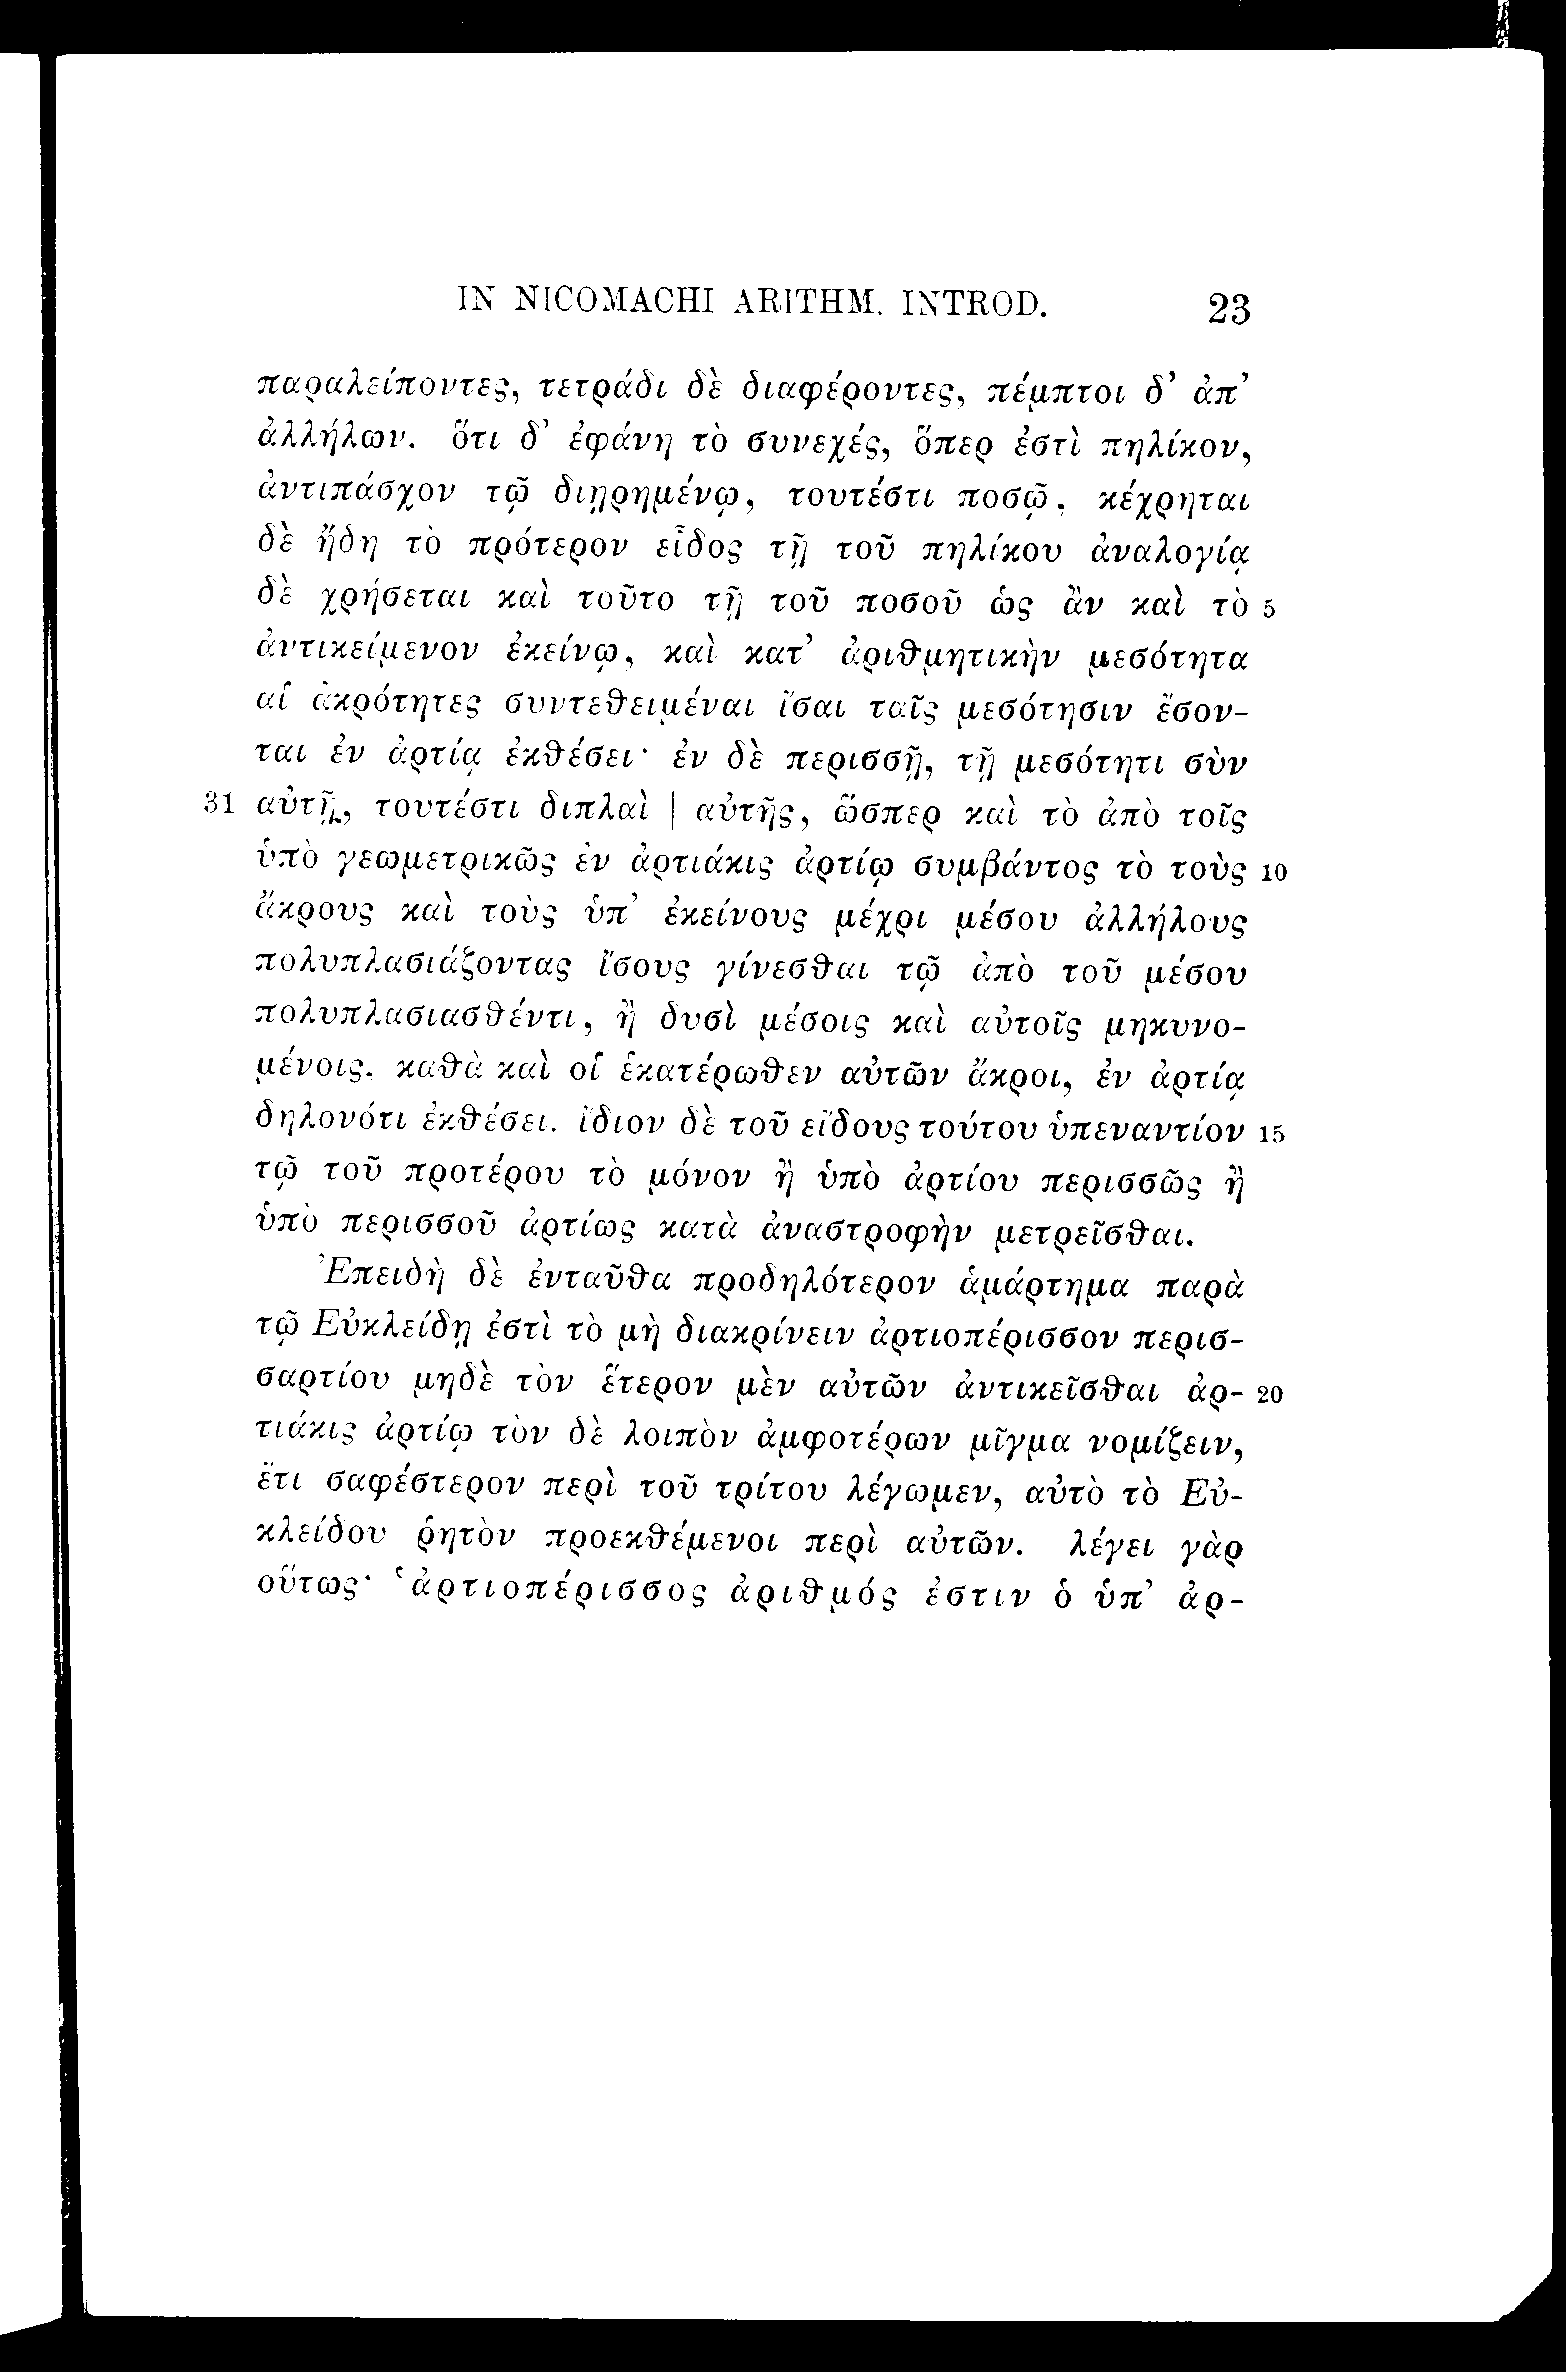 IN NICOMACHI ARITHM. INTROD. 23
παραλείποντες, τετράδι δὲ διαφέροντες, πέμπτοι δ’ ἀπ’
ἀλλήλων. ὅτι δ’ ἐφάνη τὸ συνεχές, ὅπερ ἐστὶ πηλίκον,
ἀντιπάσχον τῷ διῃρημένῳ, τουτέστι ποσῷ, κέχρηται
δὲ ἤδη τὸ πρότερον εἶδος τῇ τοῦ πηλίκου ἀναλογίᾳ
δὲ χρήσεται καὶ τοῦτο τῇ τοῦ ποσοῦ ὡς ἂν καὶ τὸ 5
ἀντικείμενον ἐκείνῳ, καὶ κατ’ ἀριθμητικὴν μεσότητα
αἱ ἀκρότητες συντεθειμέναι ἴσαι ταῖς μεσότησιν ἔσον-
ται ἐν ἀρτίᾳ ἐκθέσει· ἐν δὲ περισσῇ, τῇ μεσότητι σὺν
31 αὐτῇ, τουτέστι διπλαὶ | αὐτῆς, ὥσπερ καὶ τὸ ἀπὸ τοῖς
ὑπὸ γεωμετρικῶς ἐν ἀρτιάκις ἀρτίῳ συμβάντος τὸ τοὺς 10
ἄκρους καὶ τοὺς ὑπ’ ἐκείνους μέχρι μέσου ἀλλήλους
πολυπλασιάζοντας ἴσους γίνεσθαι τῷ ἀπὸ τοῦ μέσου
πολυπλασιασθέντι, ἢ δυσὶ μέσοις καὶ αὐτοῖς μηκυνο-
μένοις, καθὰ καὶ οἱ ἑκατέρωθεν αὐτῶν ἄκροι, ἐν ἀρτίᾳ
δηλονότι ἐκθέσει. ἴδιον δὲ τοῦ εἴδους τούτου ὑπεναντίον 15
τῷ τοῦ προτέρου τὸ μόνον ἢ ὑπὸ ἀρτίου περισσῶς ἢ
ὑπὸ περισσοῦ ἀρτίως κατὰ ἀναστροφὴν μετρεῖσθαι.
Ἐπειδὴ δὲ ἐνταῦθα προδηλότερον ἁμάρτημα παρὰ
τῷ Εὐκλείδῃ ἐστὶ τὸ μὴ διακρίνειν ἀρτιοπέρισσον περισ-
σαρτίου μηδὲ τὸν ἕτερον μὲν αὐτῶν ἀντικεῖσθαι ἀρ- 20
τιάκις ἀρτίῳ τὸν δὲ λοιπὸν ἀμφοτέρων μῖγμα νομίζειν,
ἔτι σαφέστερον περὶ τοῦ τρίτου λέγωμεν, αὐτὸ τὸ Εὐ-
κλείδου ῥητὸν προεκθέμενοι περὶ αὐτῶν. λέγει γὰρ
οὕτως· ‘ἀρτιοπέρισσος ἀριθμός ἐστιν ὁ ὑπ’ ἀρ-